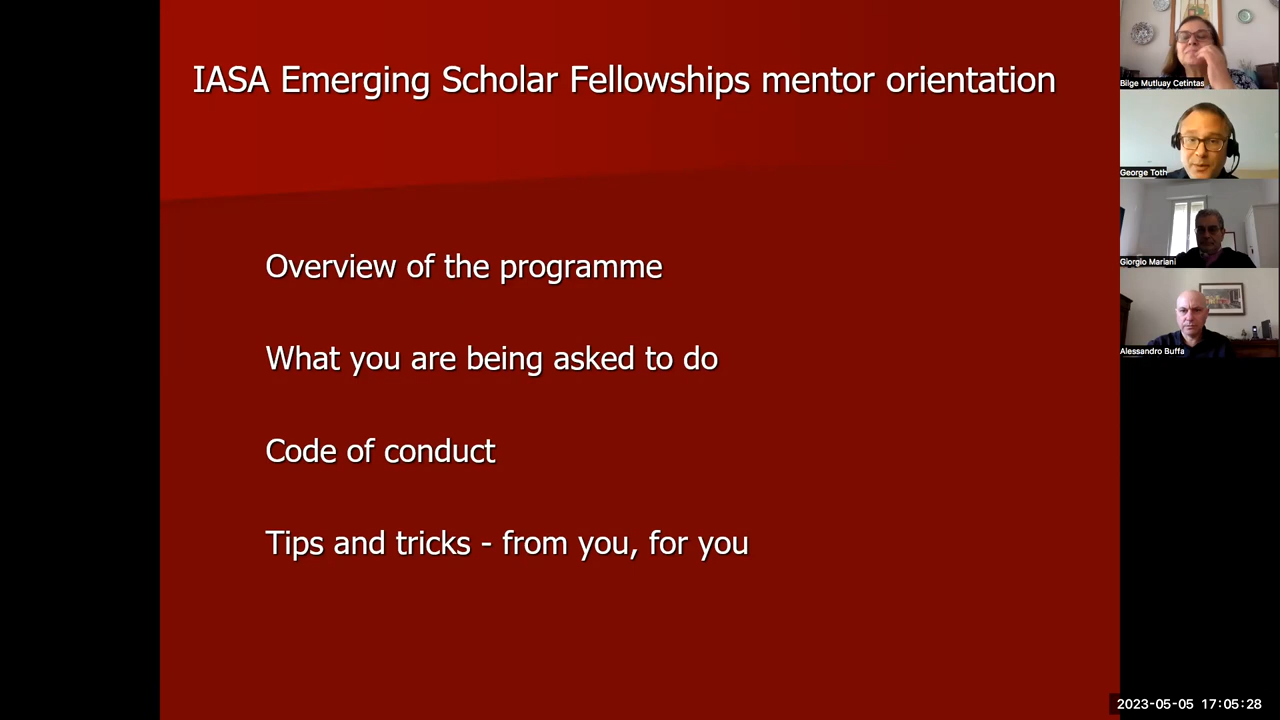 IASA Emerging Scholar Fellowships mentor orientation
Overview of the programme
What you are being asked to do
Code of conduct
Tips and tricks - from you, for you
Bilge Mutluay Cetintas
George Toth
Giorgio Mariani
Alessandro Buffa
2023-05-05 17:05:28